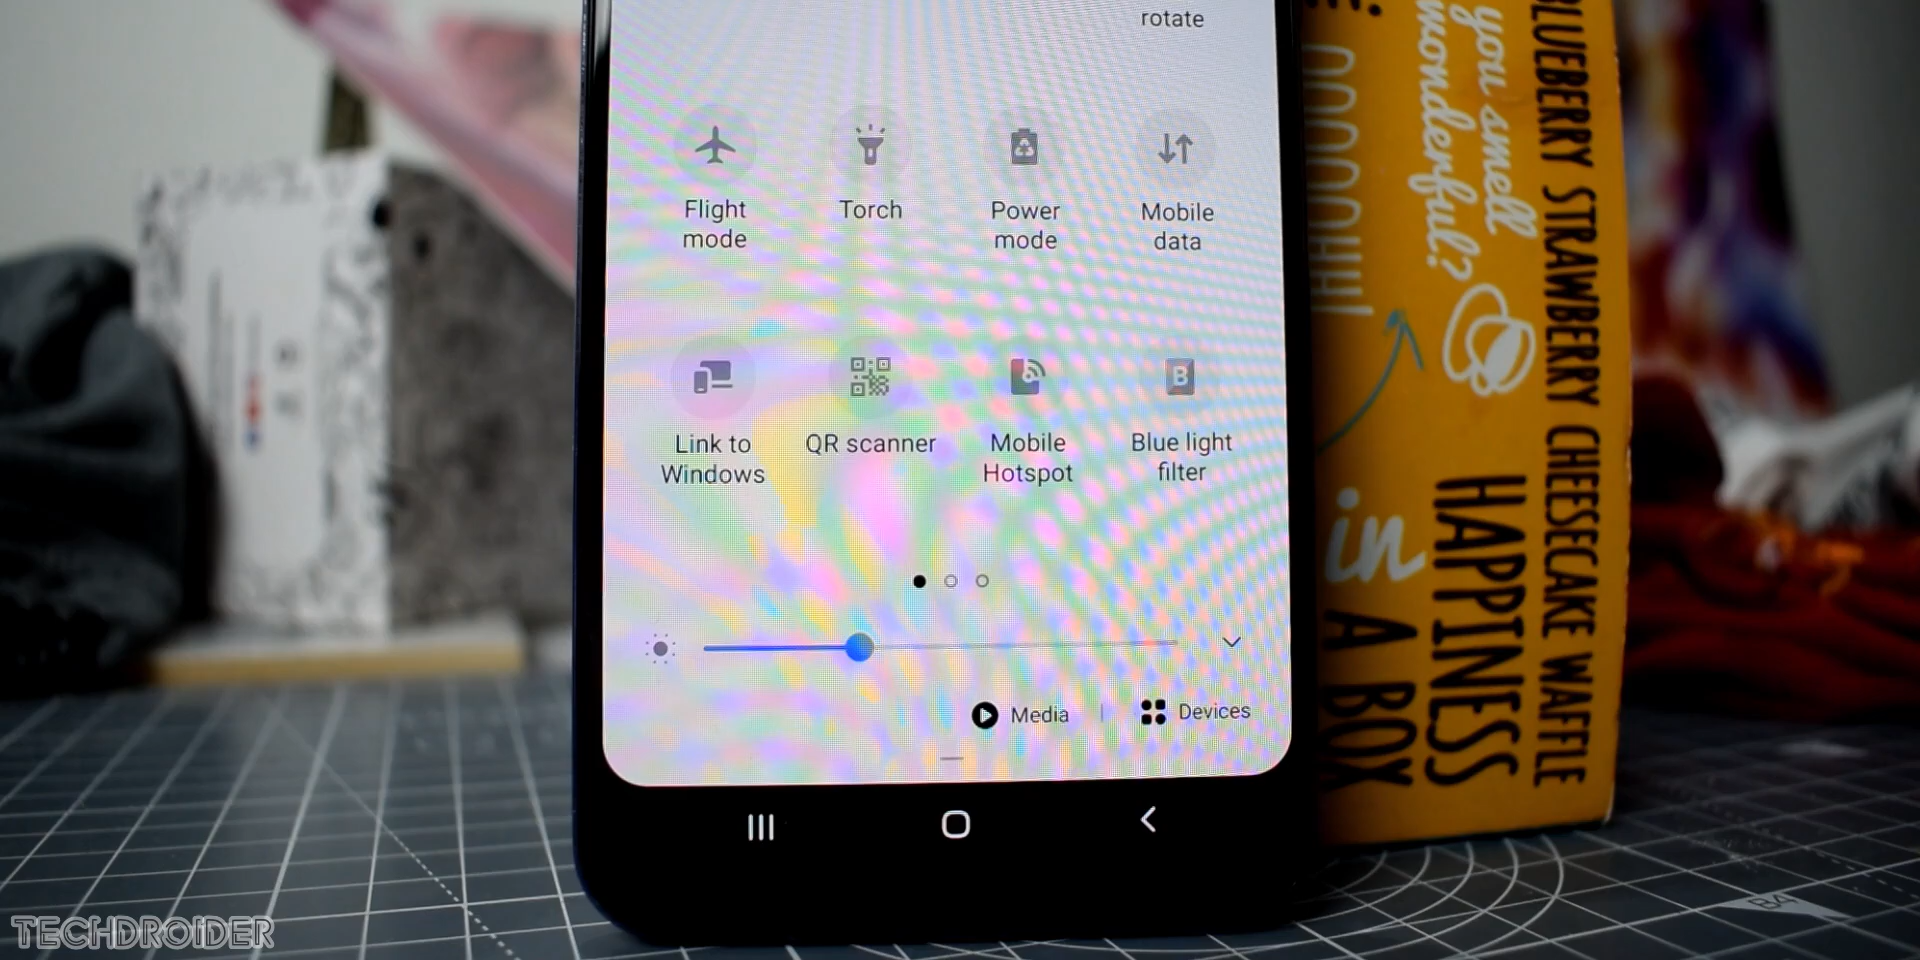 rotate
Flight
mode
Torch
Power
mode
Mobile
data
Link to
Windows
QR scanner
Mobile
Hotspot
B
Blue light
filter
Media
Devices
you smell
wonderful?
BLUEBERRY STRAWBERRY CHEESECAKE WAFFLE
in
HAPPINESS
A BOX
B4
TECHDROIDER